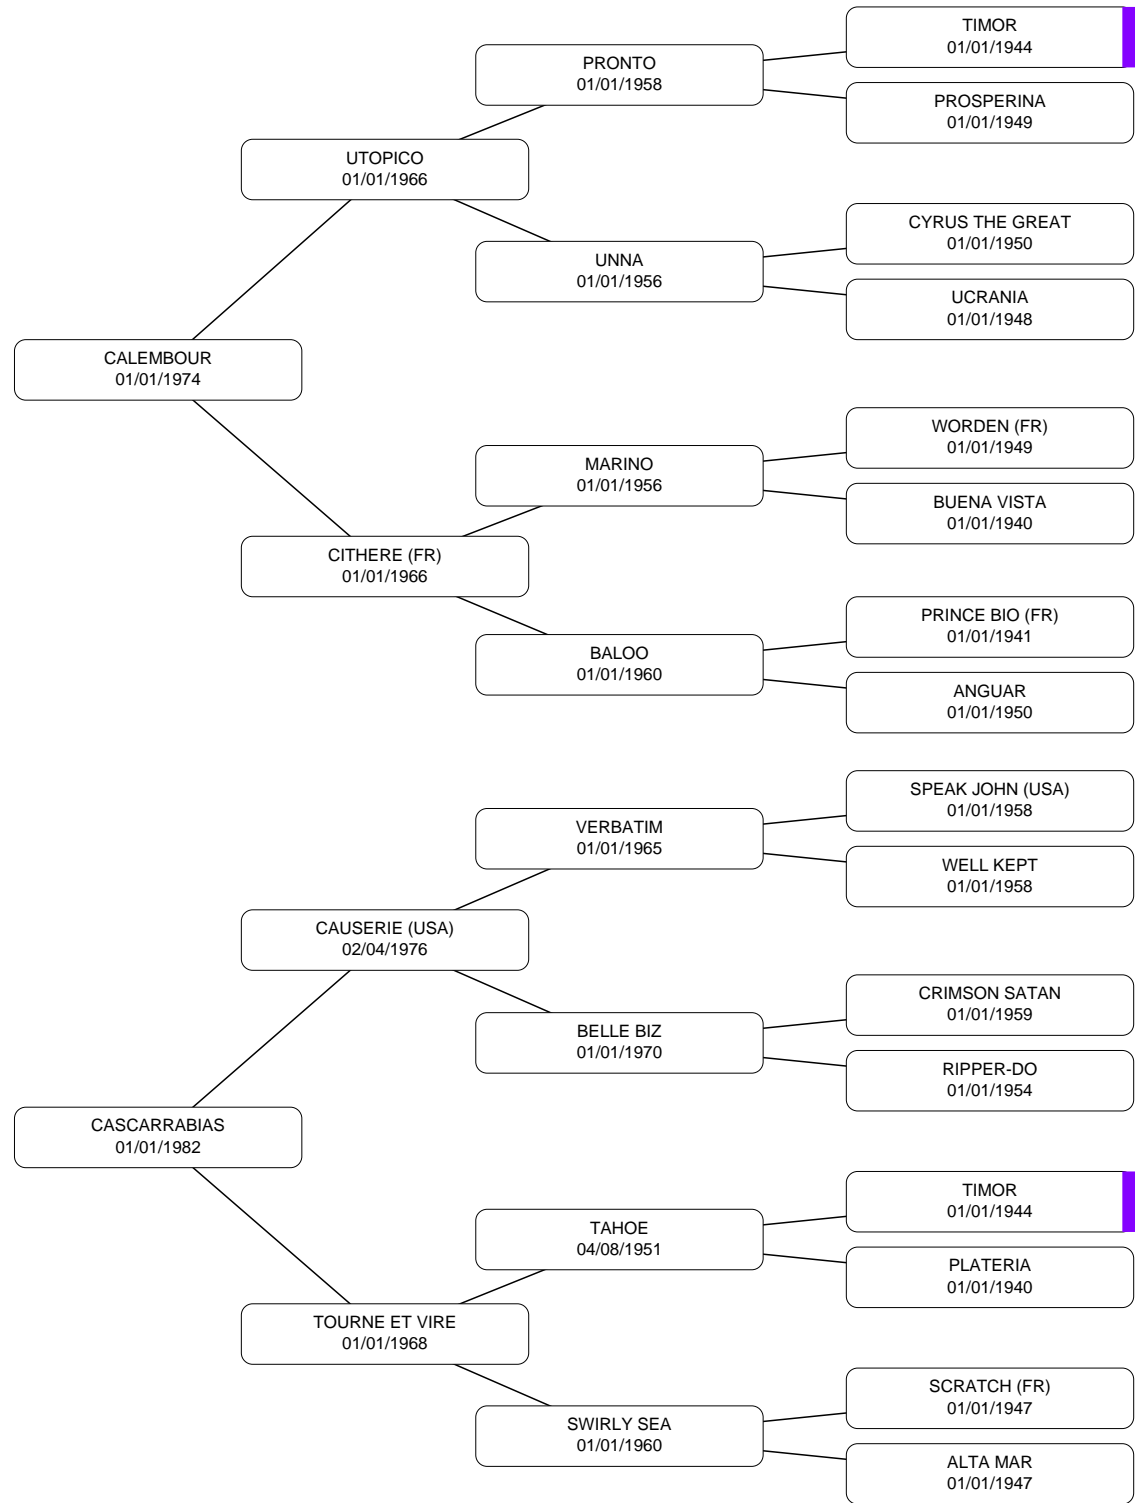 TIMOR
01/01/1944
PRONTO
01/01/1958
PROSPERINA
01/01/1949
UTOPICO
01/01/1966
CYRUS THE GREAT
01/01/1950
UNNA
01/01/1956
UCRANIA
01/01/1948
CALEMBOUR
01/01/1974
WORDEN (FR)
01/01/1949
MARINO
01/01/1956
BUENA VISTA
01/01/1940
CITHERE (FR)
01/01/1966
PRINCE BIO (FR)
01/01/1941
BALOO
01/01/1960
ANGUAR
01/01/1950
SPEAK JOHN (USA)
01/01/1958
VERBATIM
01/01/1965
WELL KEPT
01/01/1958
CAUSERIE (USA)
02/04/1976
CRIMSON SATAN
01/01/1959
BELLE BIZ
01/01/1970
RIPPER-DO
01/01/1954
CASCARRABIAS
01/01/1982
TIMOR
01/01/1944
TAHOE
04/08/1951
PLATERIA
01/01/1940
TOURNE ET VIRE
01/01/1968
SCRATCH (FR)
01/01/1947
SWIRLY SEA
01/01/1960
ALTA MAR
01/01/1947